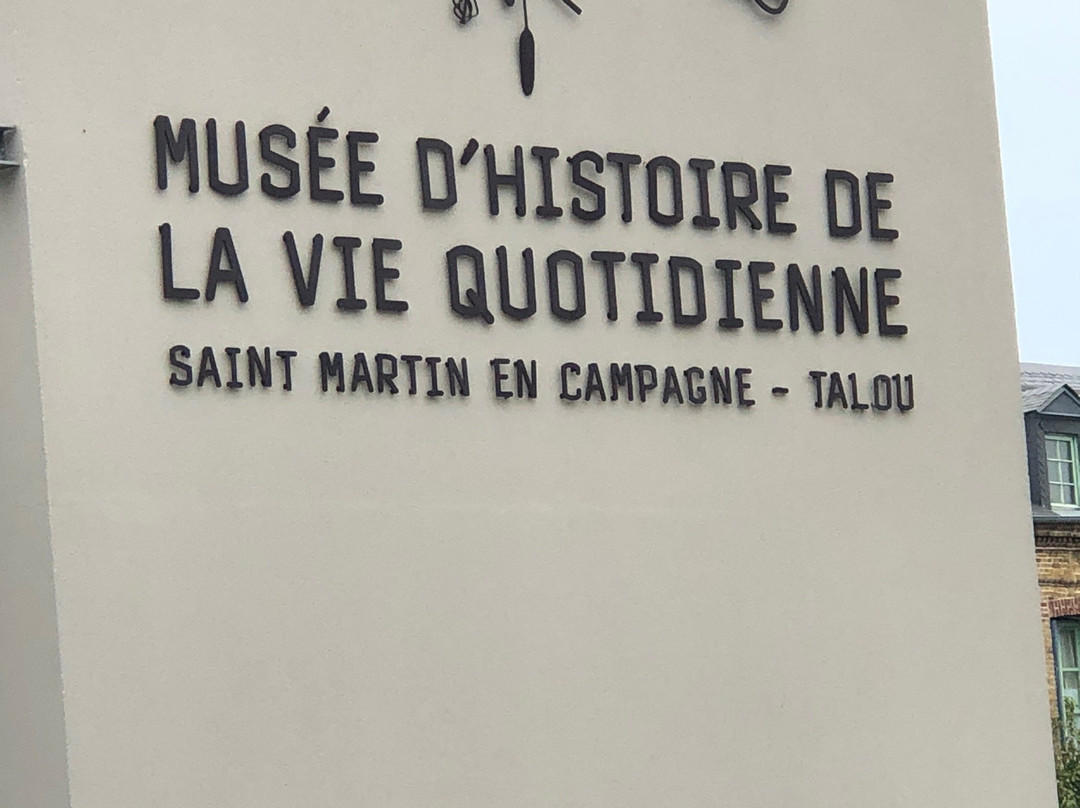 MUSÉE D'HISTOIRE DE
LA VIE QUOTIDIENNE
SAINT MARTIN EN CAMPAGNE - TALOU